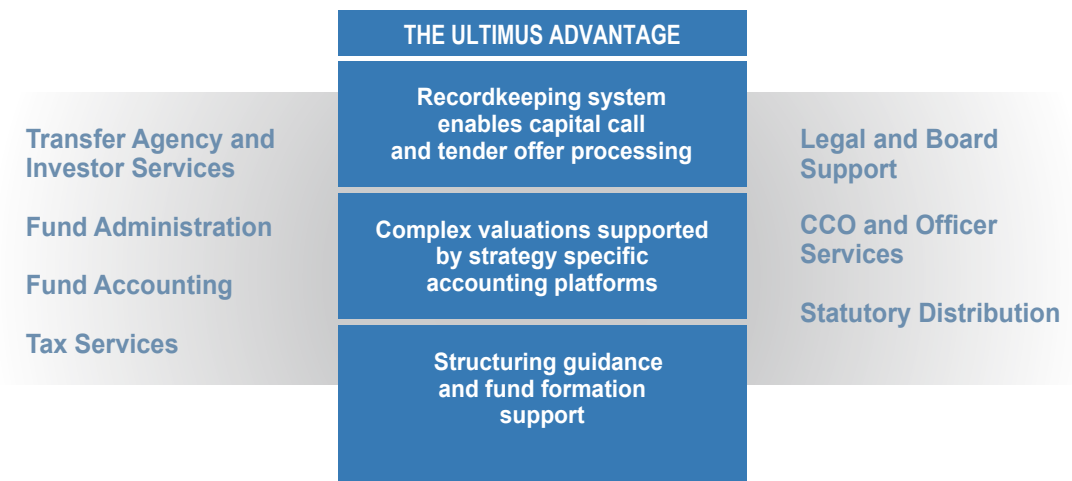 THE ULTIMUS ADVANTAGE
Transfer Agency and
Investor Services
Fund Administration
Fund Accounting
Tax Services
Recordkeeping system
enables capital call
and tender offer processing
Complex valuations supported
by strategy specific
accounting platforms
Structuring guidance
and fund formation
support
Legal and Board
Support
CCO and Officer
Services
Statutory Distribution